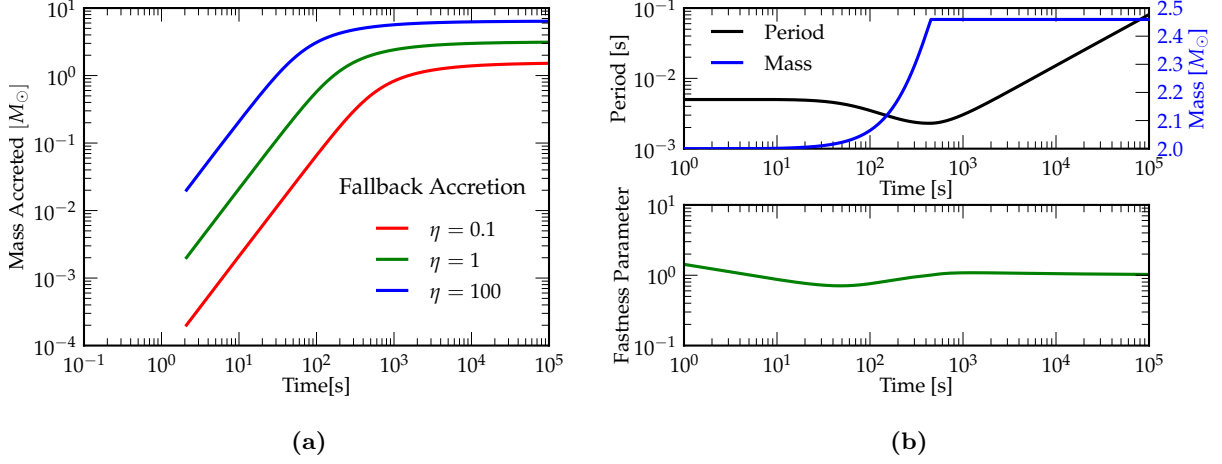 10^1
10^0
10^-1
10^-2
10^-3
10^-4
Mass Accreted [M⊙]
Fallback Accretion
η = 0.1
η = 1
η = 100
10^-1 10^0 10^1 10^2 10^3 10^4 10^5
Time[s]
(a)
10^-1
10^-2
10^-3
Period [s]
Period
Mass
2.5
2.4
2.3
2.2
2.1
2.0
Mass [M⊙]
10^0 10^1 10^2 10^3 10^4 10^5
Time [s]
10^1
10^0
10^-1
Fastness Parameter
10^0 10^1 10^2 10^3 10^4 10^5
Time [s]
(b)